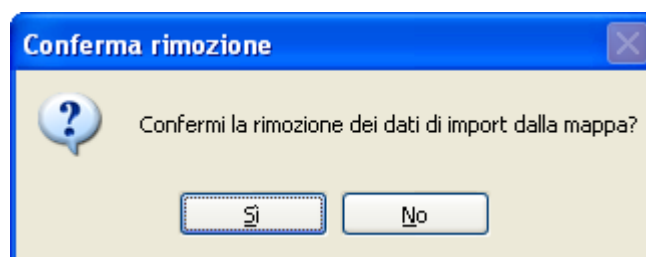 Conferma rimozione
Confermi la rimozione dei dati di import dalla mappa?
Sì
No